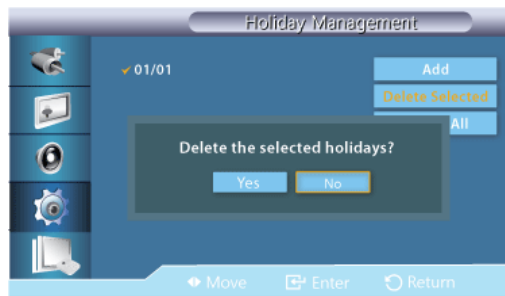 Holiday Management
01/01
Add
Delete Selected
All
Delete the selected holidays?
Yes
No
Move
Enter
Return